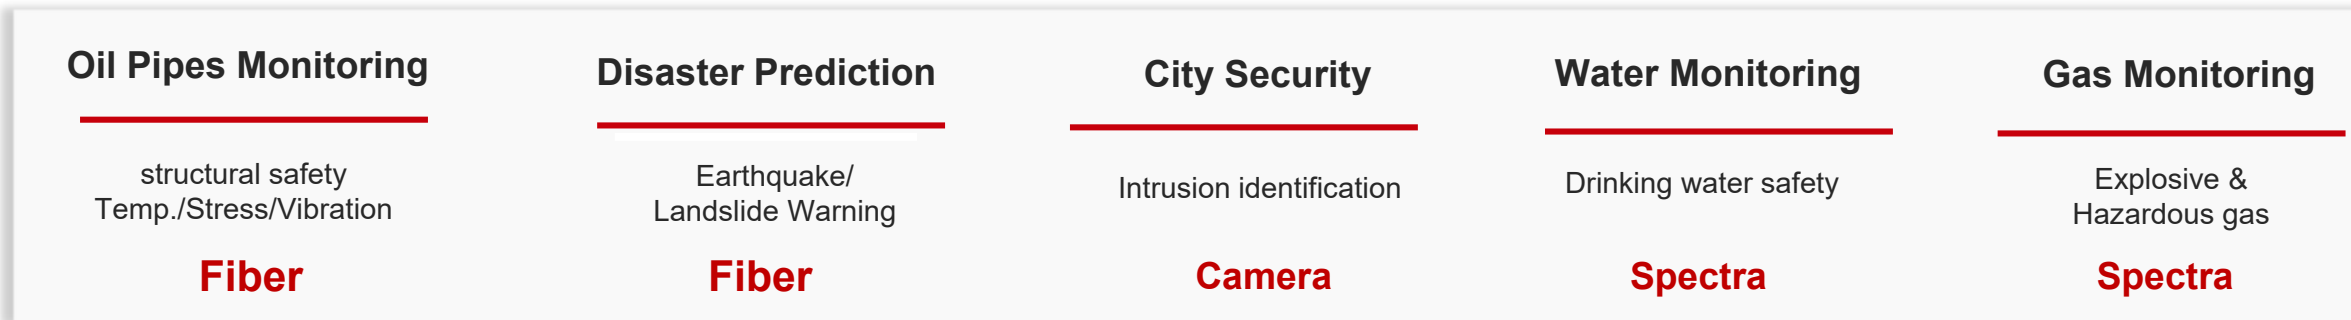 Oil Pipes Monitoring
structural safety
Temp./Stress/Vibration
Fiber
Disaster Prediction
Earthquake/
Landslide Warning
Fiber
City Security
Intrusion identification
Camera
Water Monitoring
Drinking water safety
Spectra
Gas Monitoring
Explosive &
Hazardous gas
Spectra